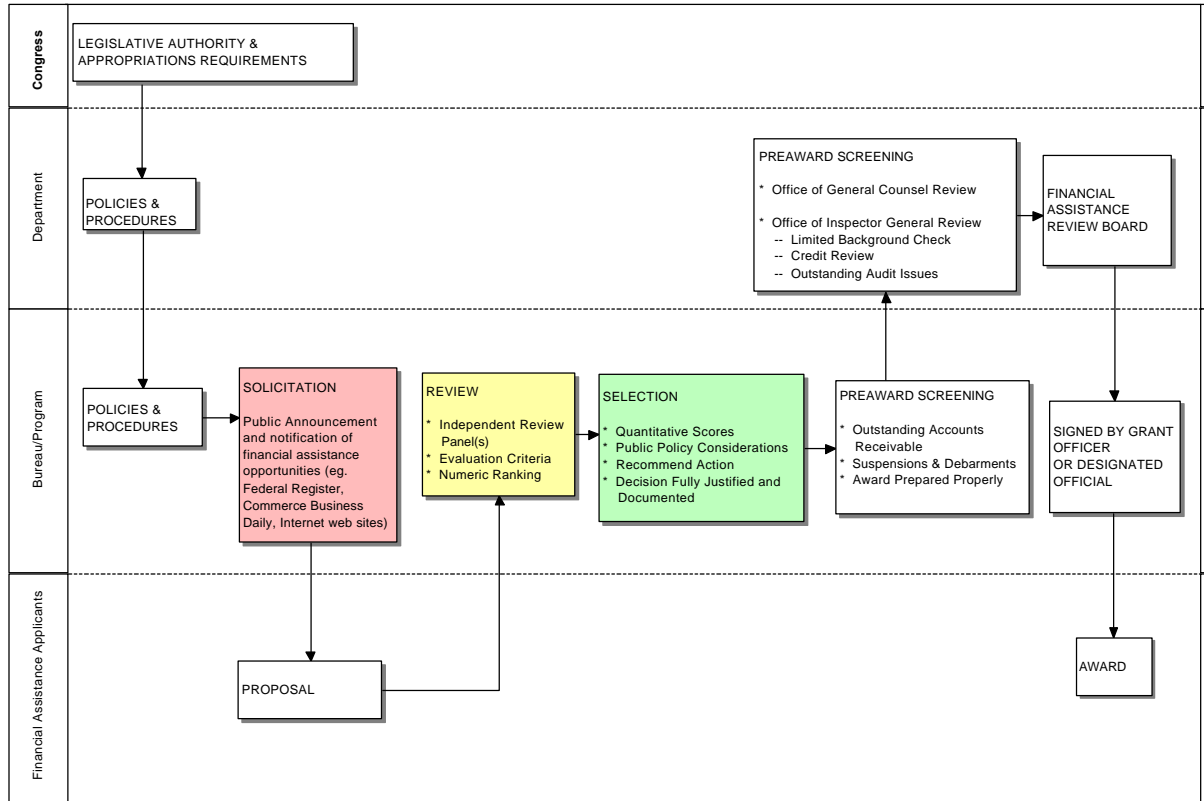 Congress
LEGISLATIVE AUTHORITY &
APPROPRIATIONS REQUIREMENTS
Department
POLICIES &
PROCEDURES
PREAWARD SCREENING
* Office of General Counsel Review
* Office of Inspector General Review
-- Limited Background Check
-- Credit Review
-- Outstanding Audit Issues
FINANCIAL
ASSISTANCE
REVIEW BOARD
Bureau/Program
POLICIES &
PROCEDURES
SOLICITATION
Public Announcement
and notification of
financial assistance
opportunities (eg.
Federal Register,
Commerce Business
Daily, Internet web sites)
REVIEW
* Independent Review
Panel(s)
* Evaluation Criteria
* Numeric Ranking
SELECTION
* Quantitative Scores
* Public Policy Considerations
* Recommend Action
* Decision Fully Justified and
Documented
PREAWARD SCREENING
* Outstanding Accounts
Receivable
* Suspensions & Debarments
* Award Prepared Properly
SIGNED BY GRANT
OFFICER
OR DESIGNATED
OFFICIAL
Financial Assistance Applicants
PROPOSAL
AWARD